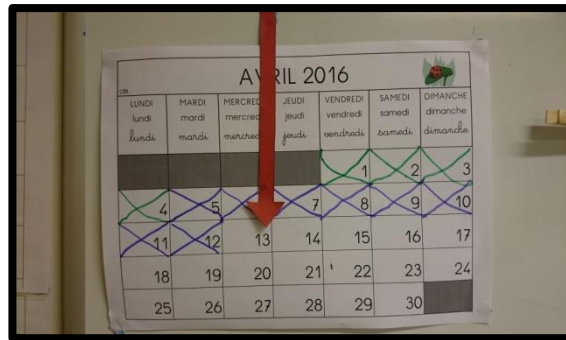 AVRIL 2016
LUNDI MARDI MERCREDI JEUDI VENDREDI SAMEDI DIMANCHE
lundi mardi mercredi jeudi vendredi samedi dimanche
lundi mardi mercredi jeudi vendredi samedi dimanche
1 2 3
4 5 7 8 9 10
11 12 13 14 15 16 17
18 19 20 21 22 23 24
25 26 27 28 29 30